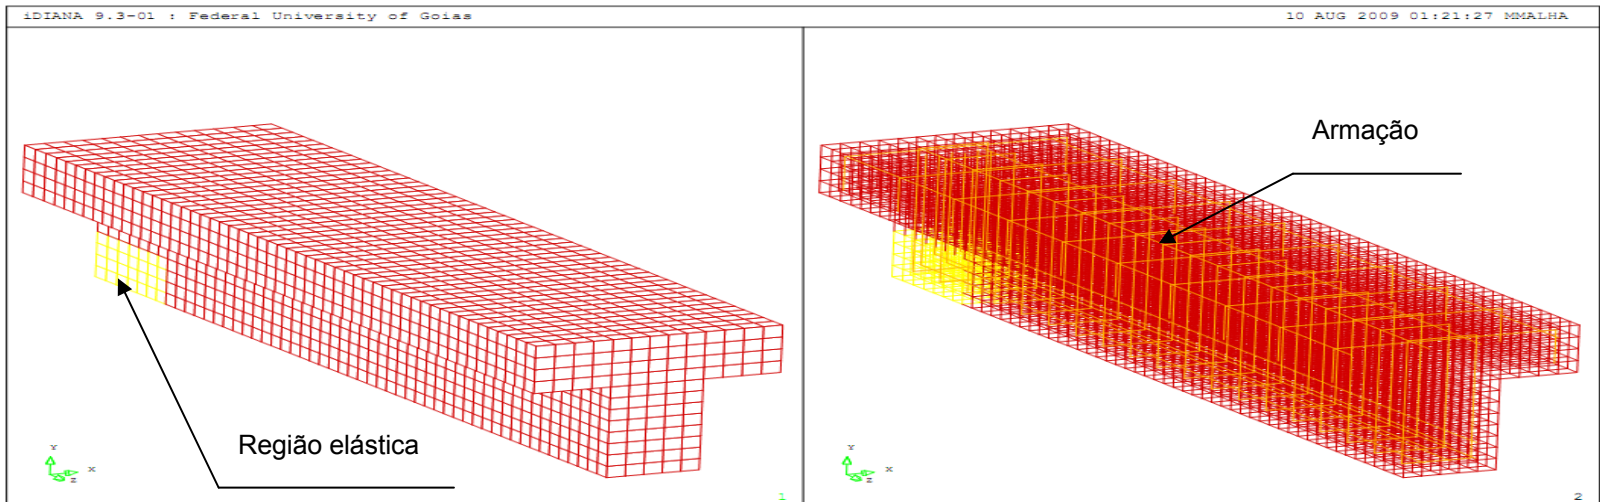 iDIANA 9.3-01 : Federal University of Goias
10 AUG 2009 01:21:27 MMALHA
Armação
Região elástica
Y
X
Z
1
Y
X
Z
2